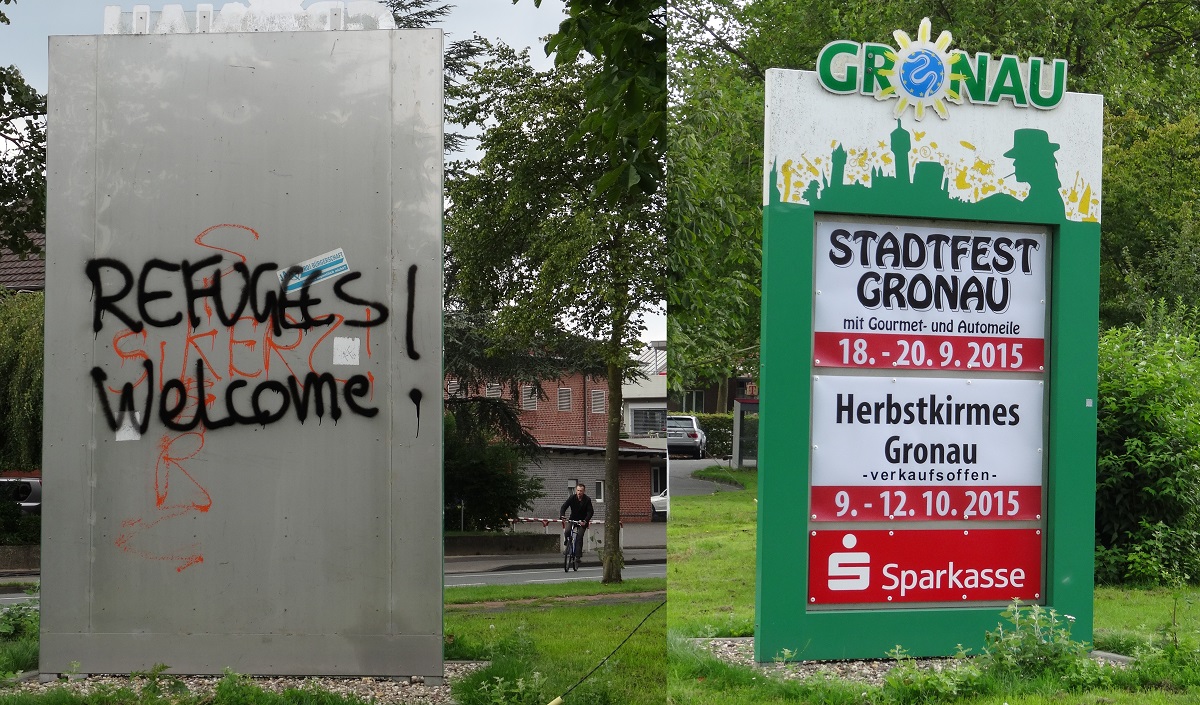 REFUGEES!
Welcome!
GRONAU
STADTFEST
GRONAU
mit Gourmet- und Automeile
18. - 20. 9. 2015
Herbstkirmes
Gronau
-verkaufsoffen-
9. - 12. 10. 2015
Sparkasse